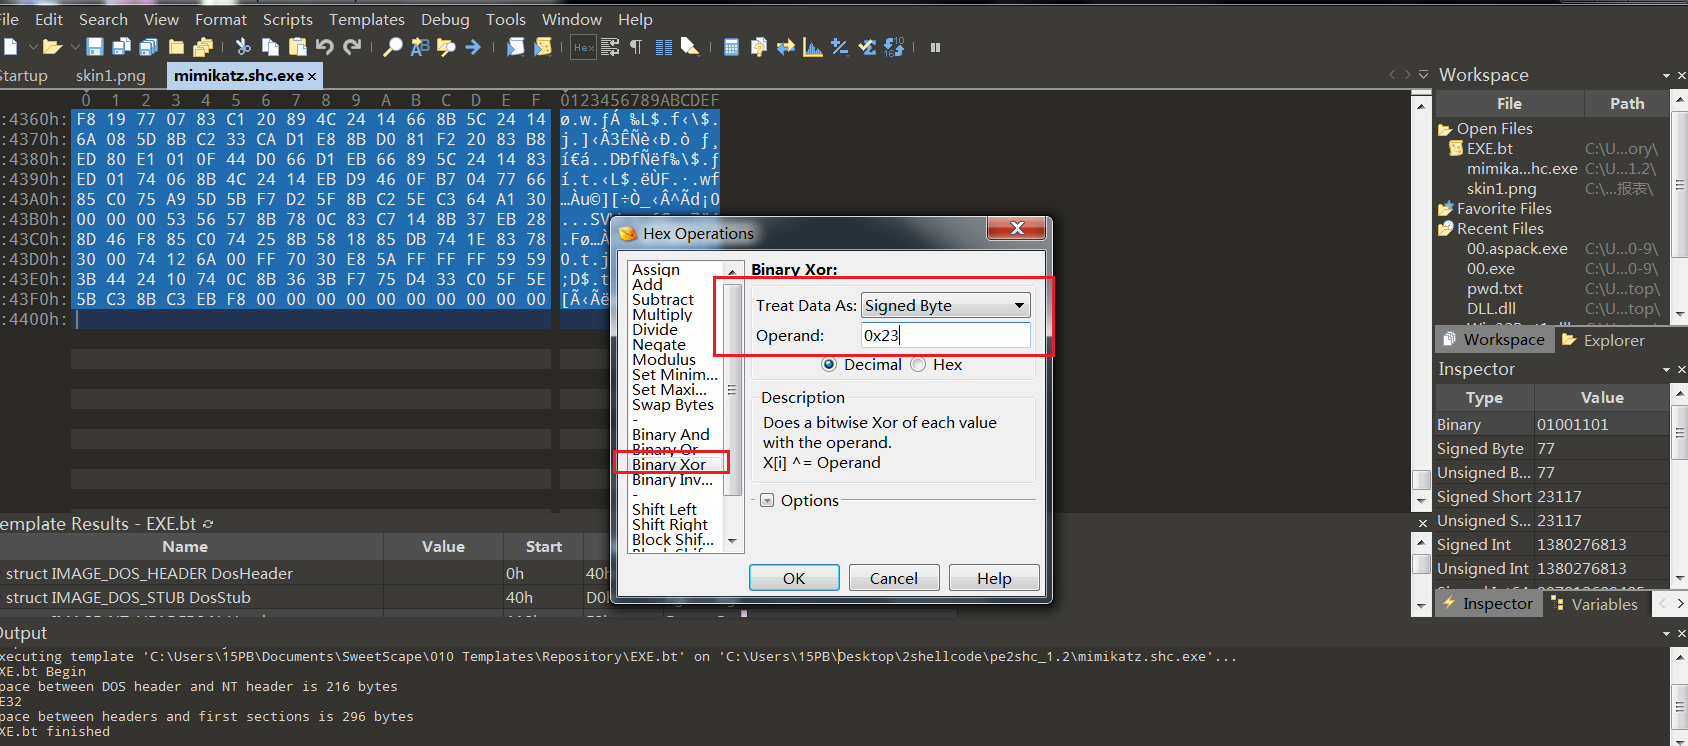 File Edit Search View Format Scripts Templates Debug Tools Window Help
Startup skin1.png mimikatz.shc.exe ×
0 1 2 3 4 5 6 7 8 9 A B C D E F 0123456789ABCDEF
:4360h: F8 19 77 07 83 C1 20 89 4C 24 14 66 8B 5C 24 14 ø.w.ƒÁ ‰L$.f‹\$.
:4370h: 6A 08 5D 8B C2 33 CA D1 E8 8B D0 81 F2 20 83 B8 j.]‹Â3ÊÑè‹Ð.ò ƒ¸
:4380h: ED 80 E1 01 0F 44 D0 66 D1 EB 66 89 5C 24 14 83 í€á..DÐfÑëf‰\$.ƒ
:4390h: ED 01 74 06 8B 4C 24 14 EB D9 46 0F B7 04 77 66 í.t.‹L$.ëÙF.·.wf
:43A0h: 85 C0 75 A9 5D 5B F7 D2 5F 8B C2 5E C3 64 A1 30 …Àu©][÷Ò_‹Â^Ãd¡0
:43B0h: 00 00 00 53 56 57 8B 78 0C 83 C7 14 8B 37 EB 28 ...SV
:43C0h: 8D 46 F8 85 C0 74 25 8B 58 18 85 DB 74 1E 83 78 .Fø…À
:43D0h: 30 00 74 12 6A 00 FF 70 30 E8 5A FF FF FF 59 59 0.t.j
:43E0h: 3B 44 24 10 74 0C 8B 36 3B F7 75 D4 33 C0 5F 5E ;D$.t
:43F0h: 5B C3 8B C3 EB F8 00 00 00 00 00 00 00 00 00 00 [Ã‹Ãë
:4400h:
Hex Operations
Assign
Add
Subtract
Multiply
Divide
Negate
Modulus
Set Minim...
Set Maxi...
Swap Bytes
-
Binary And
Binary Or
Binary Xor
Binary Inv...
-
Shift Left
Shift Right
Block Shif...
Block Shif
Binary Xor:
Treat Data As: Signed Byte
Operand: 0x23
Decimal Hex
Description
Does a bitwise Xor of each value
with the operand.
X[i] ^= Operand
Options
OK Cancel Help
Workspace
File Path
Open Files
EXE.bt C:\U...ory\
mimika...hc.exe C:\U...1.2\
skin1.png C:\...报表\
Favorite Files
Recent Files
00.aspack.exe C:\U...0-9\
00.exe C:\U...0-9\
pwd.txt C:\U...top\
DLL.dll C:\U...top\
Workspace Explorer
Inspector
Type Value
Binary 01001101
Signed Byte 77
Unsigned B... 77
Signed Short 23117
Unsigned S... 23117
Signed Int 1380276813
Unsigned Int 1380276813
Inspector Variables
emplate Results - EXE.bt
Name Value Start
struct IMAGE_DOS_HEADER DosHeader 0h 40h
struct IMAGE_DOS_STUB DosStub 40h D0h
Output
xecuting template 'C:\Users\15PB\Documents\SweetScape\010 Templates\Repository\EXE.bt' on 'C:\Users\15PB\Desktop\2shellcode\pe2shc_1.2\mimikatz.shc.exe'...
XE.bt Begin
pace between DOS header and NT header is 216 bytes
E32
pace between headers and first sections is 296 bytes
XE.bt finished